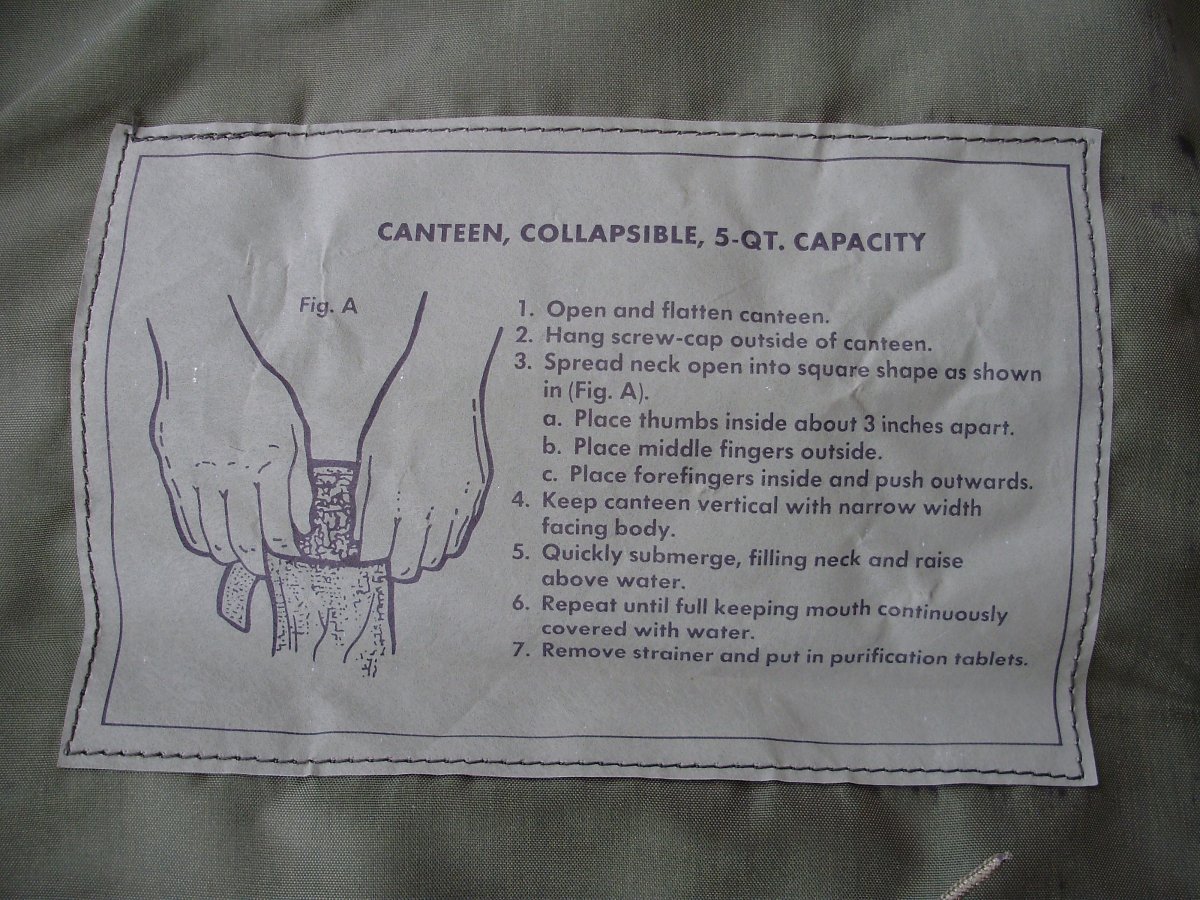 CANTEEN, COLLAPSIBLE, 5-QT. CAPACITY
Fig. A
1. Open and flatten canteen.
2. Hang screw-cap outside of canteen.
3. Spread neck open into square shape as shown
in (Fig. A).
a. Place thumbs inside about 3 inches apart.
b. Place middle fingers outside.
c. Place forefingers inside and push outwards.
4. Keep canteen vertical with narrow width
facing body.
5. Quickly submerge, filling neck and raise
above water.
6. Repeat until full keeping mouth continuously
covered with water.
7. Remove strainer and put in purification tablets.